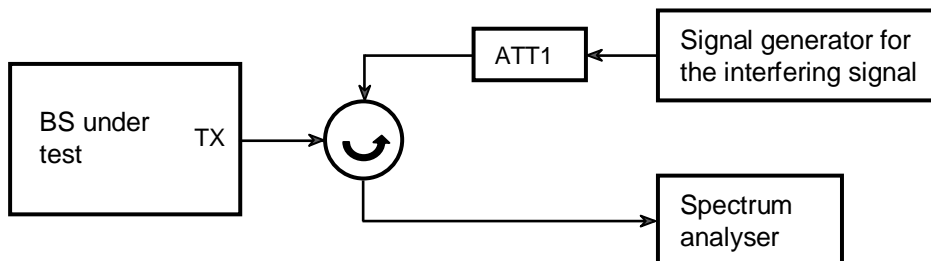 BS under
test
TX
ATT1
Signal generator for
the interfering signal
Spectrum
analyser